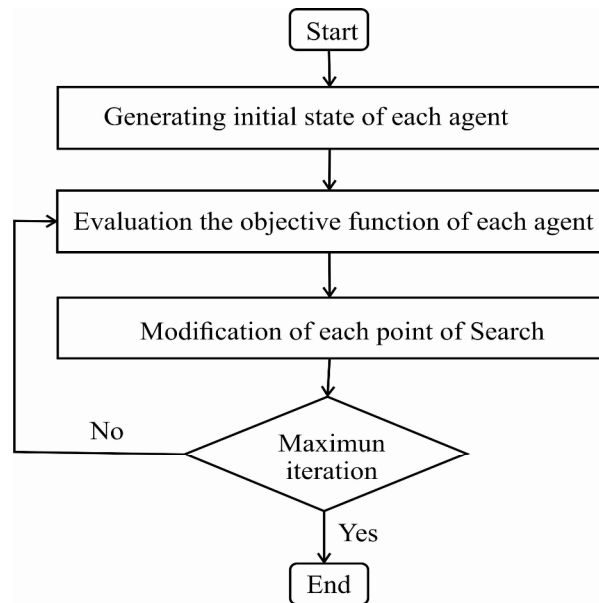 Start
Generating initial state of each agent
Evaluation the objective function of each agent
Modification of each point of Search
No
Maximun
iteration
Yes
End